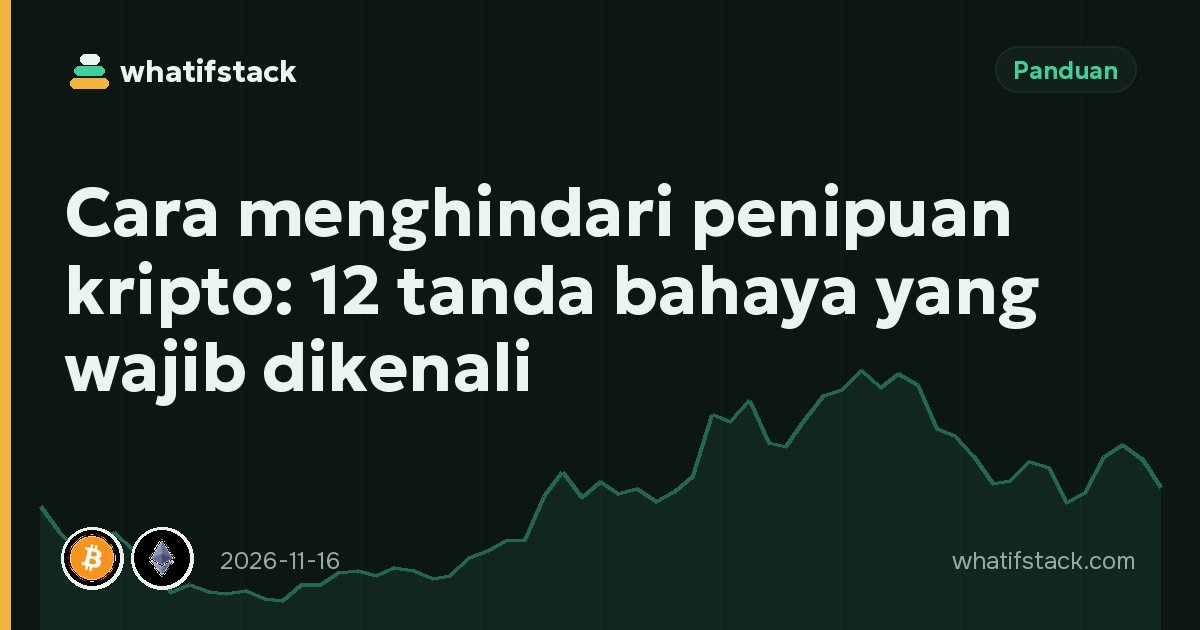 whatifstack
Panduan
Cara menghindari penipuan
kripto: 12 tanda bahaya yang
wajib dikenali
2026-11-16
whatifstack.com